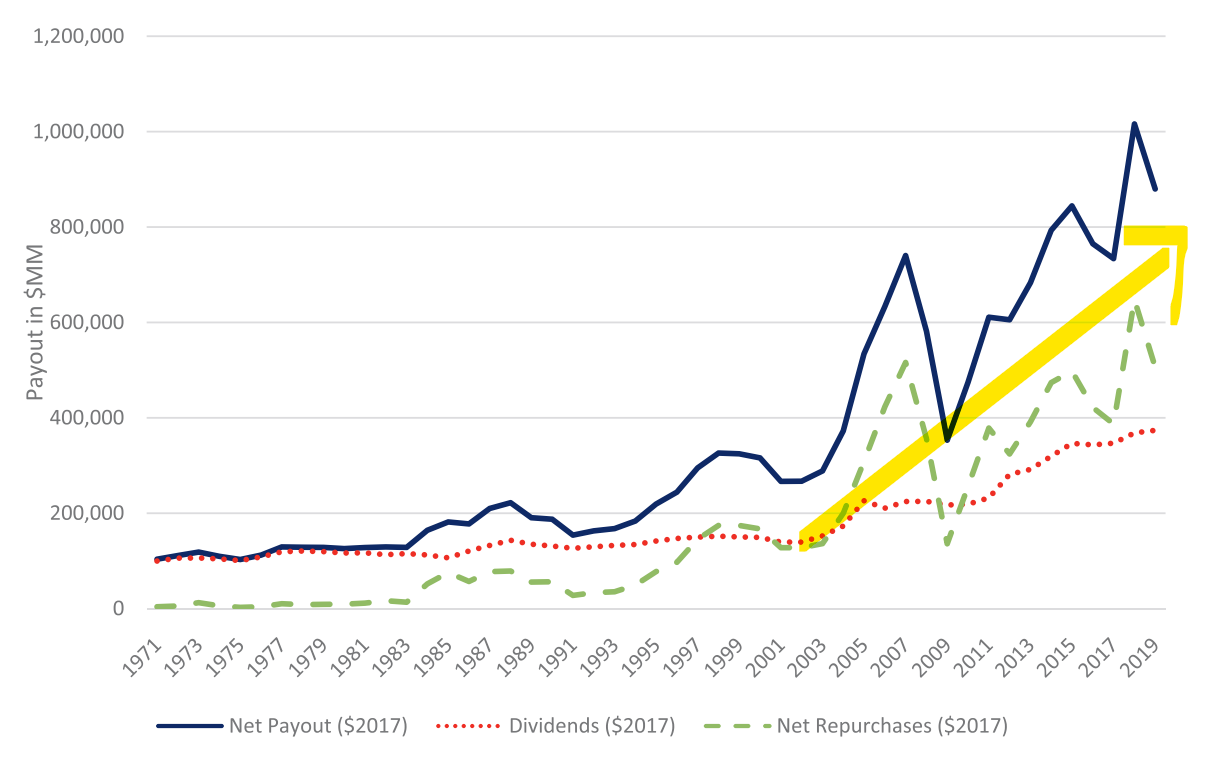 1,200,000
1,000,000
800,000
600,000
400,000
200,000
0
Payout in $MM
1971 1973 1975 1977 1979 1981 1983 1985 1987 1989 1991 1993 1995 1997 1999 2001 2003 2005 2007 2009 2011 2013 2015 2017 2019
Net Payout ($2017) Dividends ($2017) Net Repurchases ($2017)